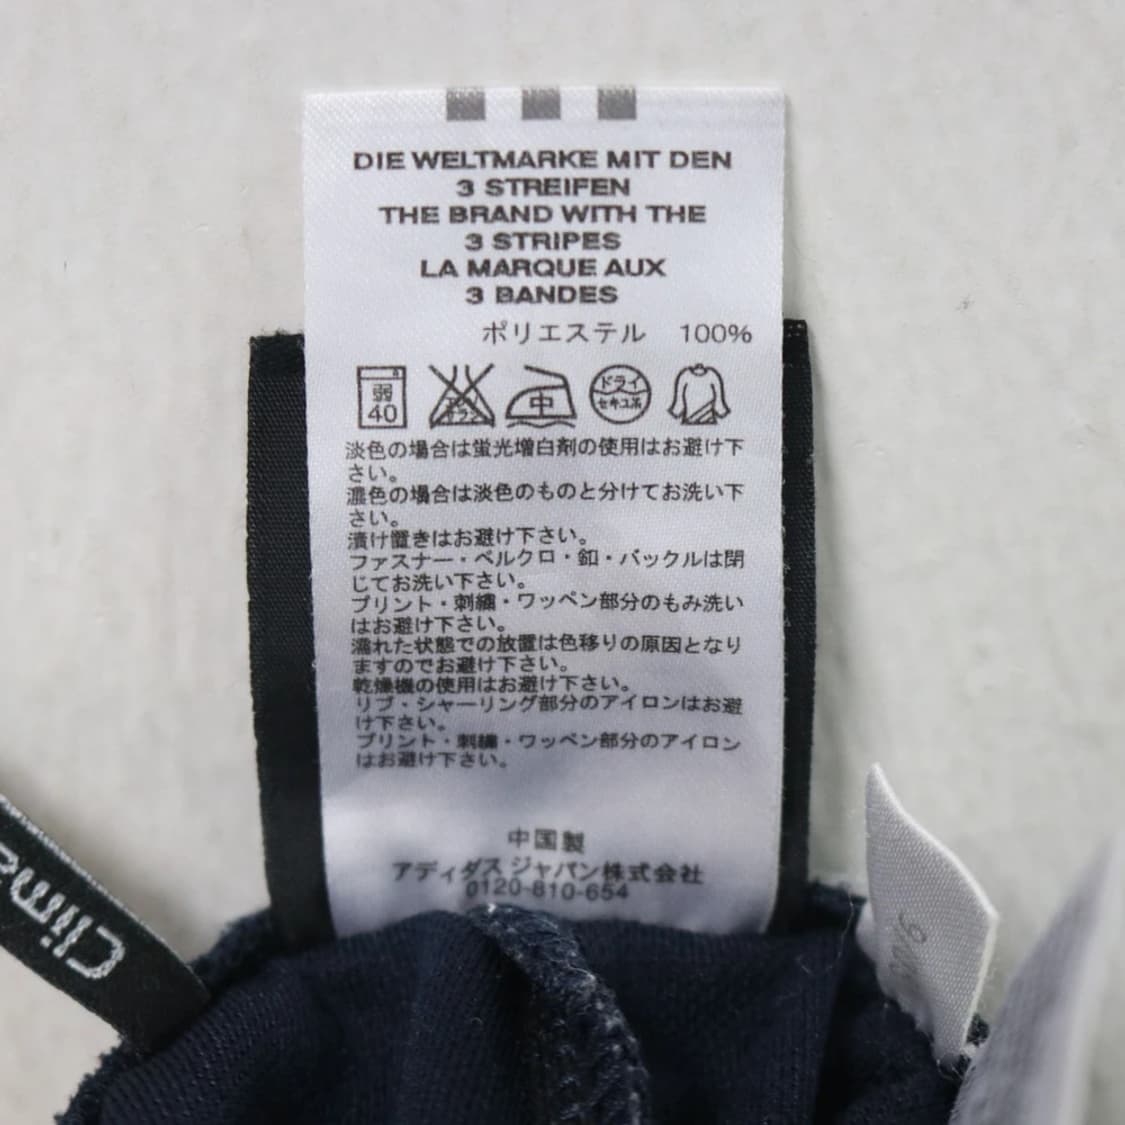 DIE WELTMARKE MIT DEN
3 STREIFEN
THE BRAND WITH THE
3 STRIPES
LA MARQUE AUX
3 BANDES
ポリエステル 100%
弱
40
エンソ
サラシ
中
ドライ
セキユ系
淡色の場合は蛍光増白剤の使用はお避け下
さい。
濃色の場合は淡色のものと分けてお洗い下
さい。
漬け置きはお避け下さい。
ファスナー・ベルクロ・釦・バックルは閉
じてお洗い下さい。
プリント・刺繍・ワッペン部分のもみ洗い
はお避け下さい。
濡れた状態での放置は色移りの原因となり
ますのでお避け下さい。
乾燥機の使用はお避け下さい。
リブ・シャーリング部分のアイロンはお避
け下さい。
プリント・刺繍・ワッペン部分のアイロン
はお避け下さい。
中国製
アディダス ジャパン株式会社
0120-810-654
Clima